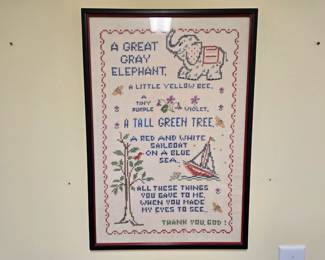 A GREAT
GRAY
ELEPHANT,
A LITTLE YELLOW BEE,
A
TINY
PURPLE VIOLET,
A TALL GREEN TREE,
A RED AND WHITE
SAILBOAT
ON A BLUE
SEA...
ALL THESE THINGS
YOU GAVE TO ME,
WHEN YOU MADE
MY EYES TO SEE...
THANK YOU, GOD!